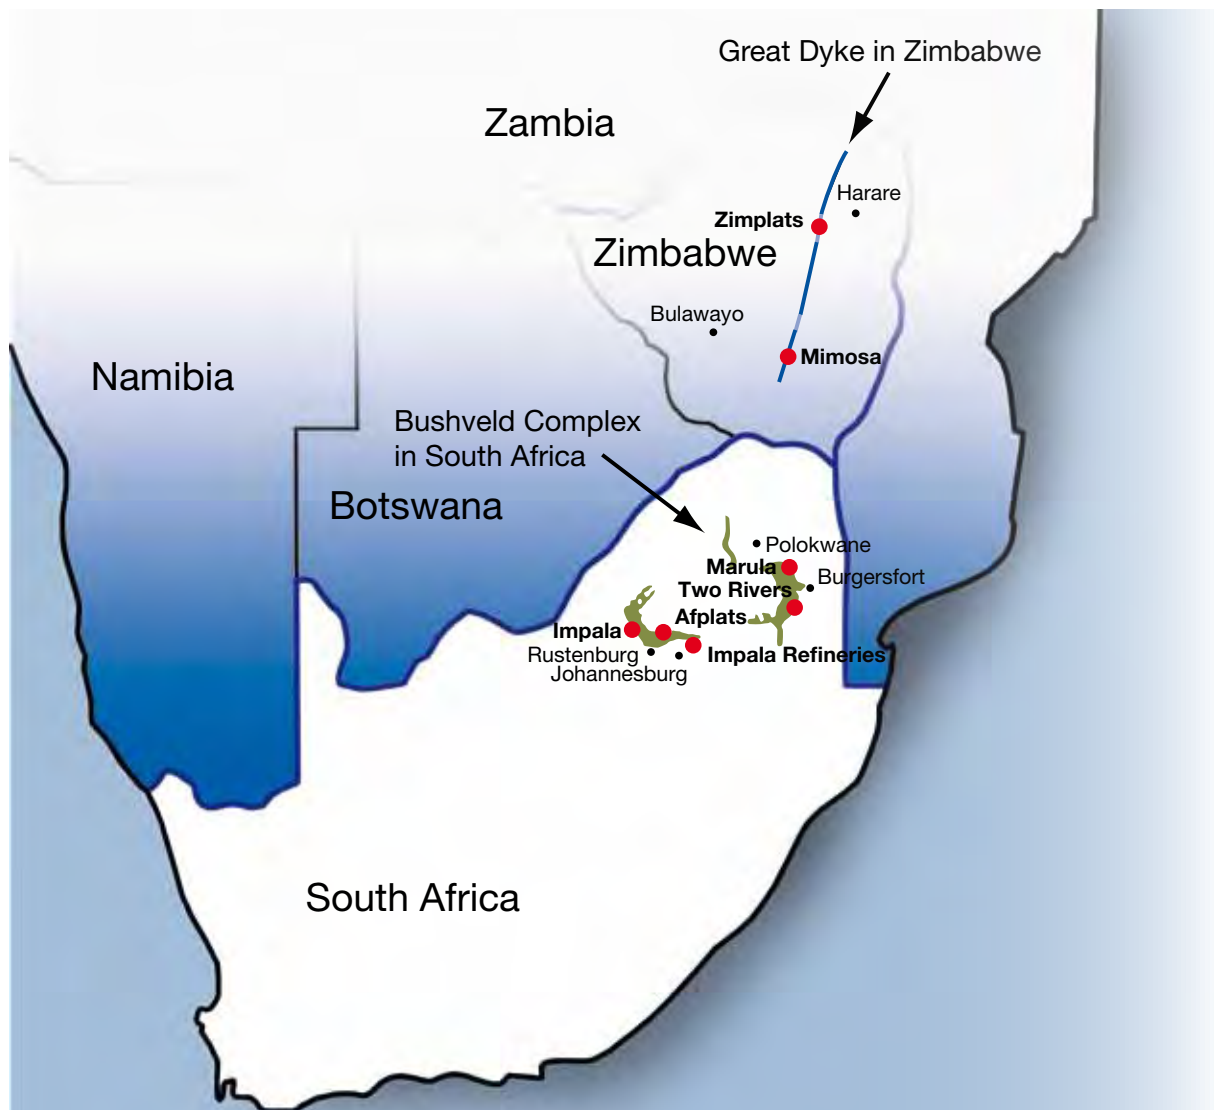 Great Dyke in Zimbabwe
Zambia
Harare
Zimplats
Zimbabwe
Bulawayo
Mimosa
Namibia
Bushveld Complex
in South Africa
Botswana
Polokwane
Marula
Burgersfort
Two Rivers
Afplats
Impala
Rustenburg
Impala Refineries
Johannesburg
South Africa